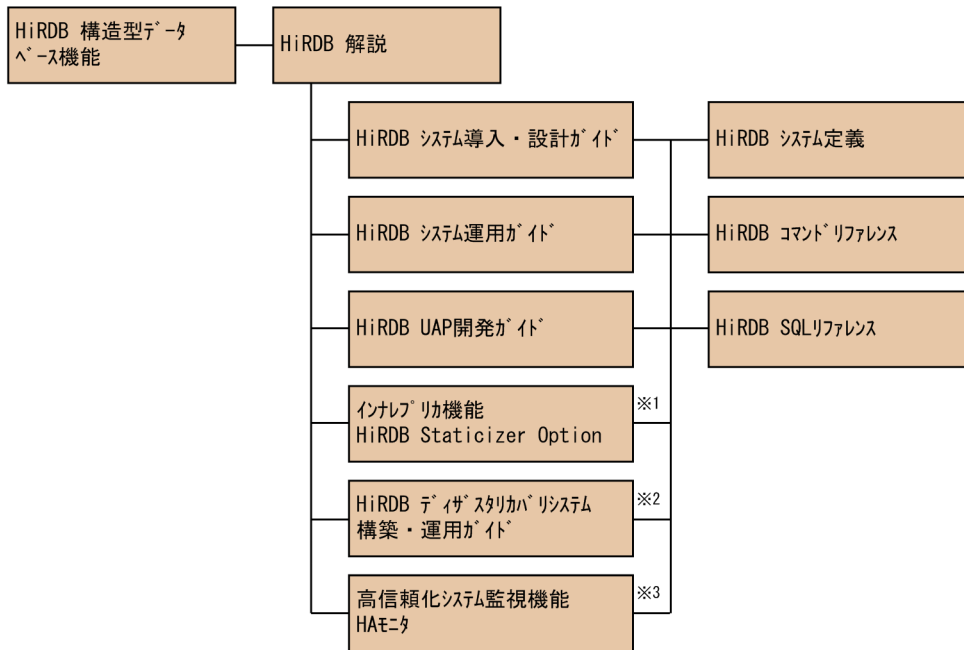 HiRDB 構造型ﾃﾞｰﾀ
ﾍﾞｰｽ機能
HiRDB 解説
HiRDB ｼｽﾃﾑ導入・設計ｶﾞｲﾄﾞ
HiRDB ｼｽﾃﾑ定義
HiRDB ｼｽﾃﾑ運用ｶﾞｲﾄﾞ
HiRDB ｺﾏﾝﾄﾞﾘﾌｧﾚﾝｽ
HiRDB UAP開発ｶﾞｲﾄﾞ
HiRDB SQLﾘﾌｧﾚﾝｽ
ｲﾝﾅﾚﾌﾟﾘｶ機能
HiRDB Staticizer Option
※1
HiRDB ﾃﾞｨｻﾞｽﾀﾘｶﾊﾞﾘｼｽﾃﾑ
構築・運用ｶﾞｲﾄﾞ
※2
高信頼化ｼｽﾃﾑ監視機能
HAﾓﾆﾀ
※3